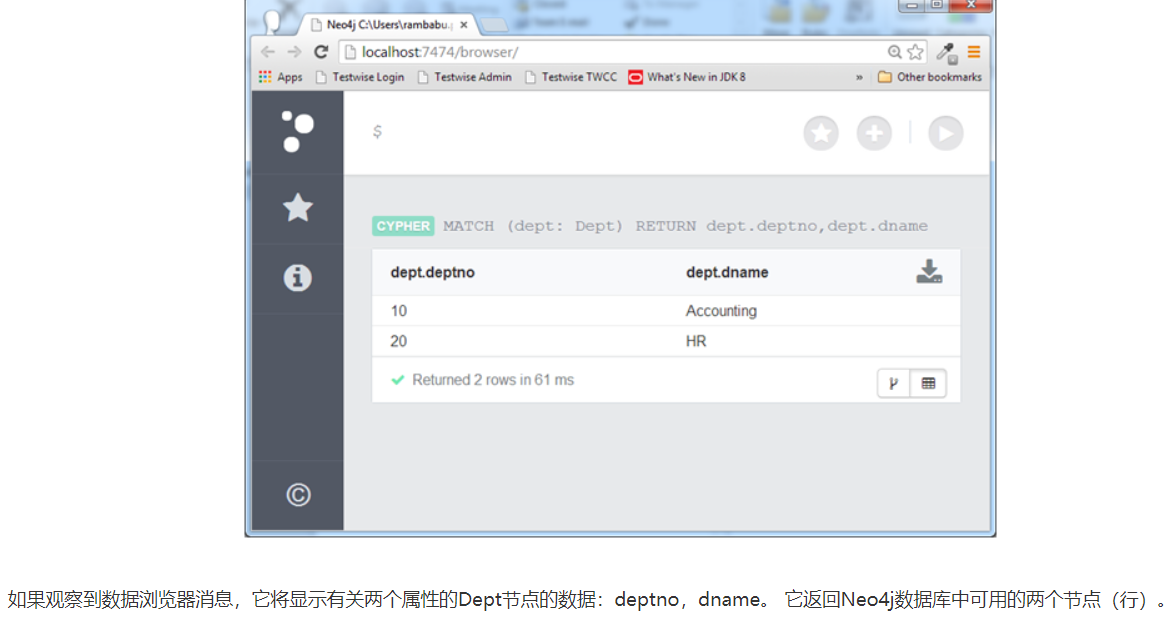 Neo4j C:\Users\rambabu.
localhost:7474/browser/
Apps Testwise Login Testwise Admin Testwise TWCC What's New in JDK 8 » Other bookmarks
$
CYPHER MATCH (dept: Dept) RETURN dept.deptno,dept.dname
dept.deptno dept.dname
10 Accounting
20 HR
Returned 2 rows in 61 ms
©
如果观察到数据浏览器消息，它将显示有关两个属性的Dept节点的数据：deptno，dname。 它返回Neo4j数据库中可用的两个节点（行）。